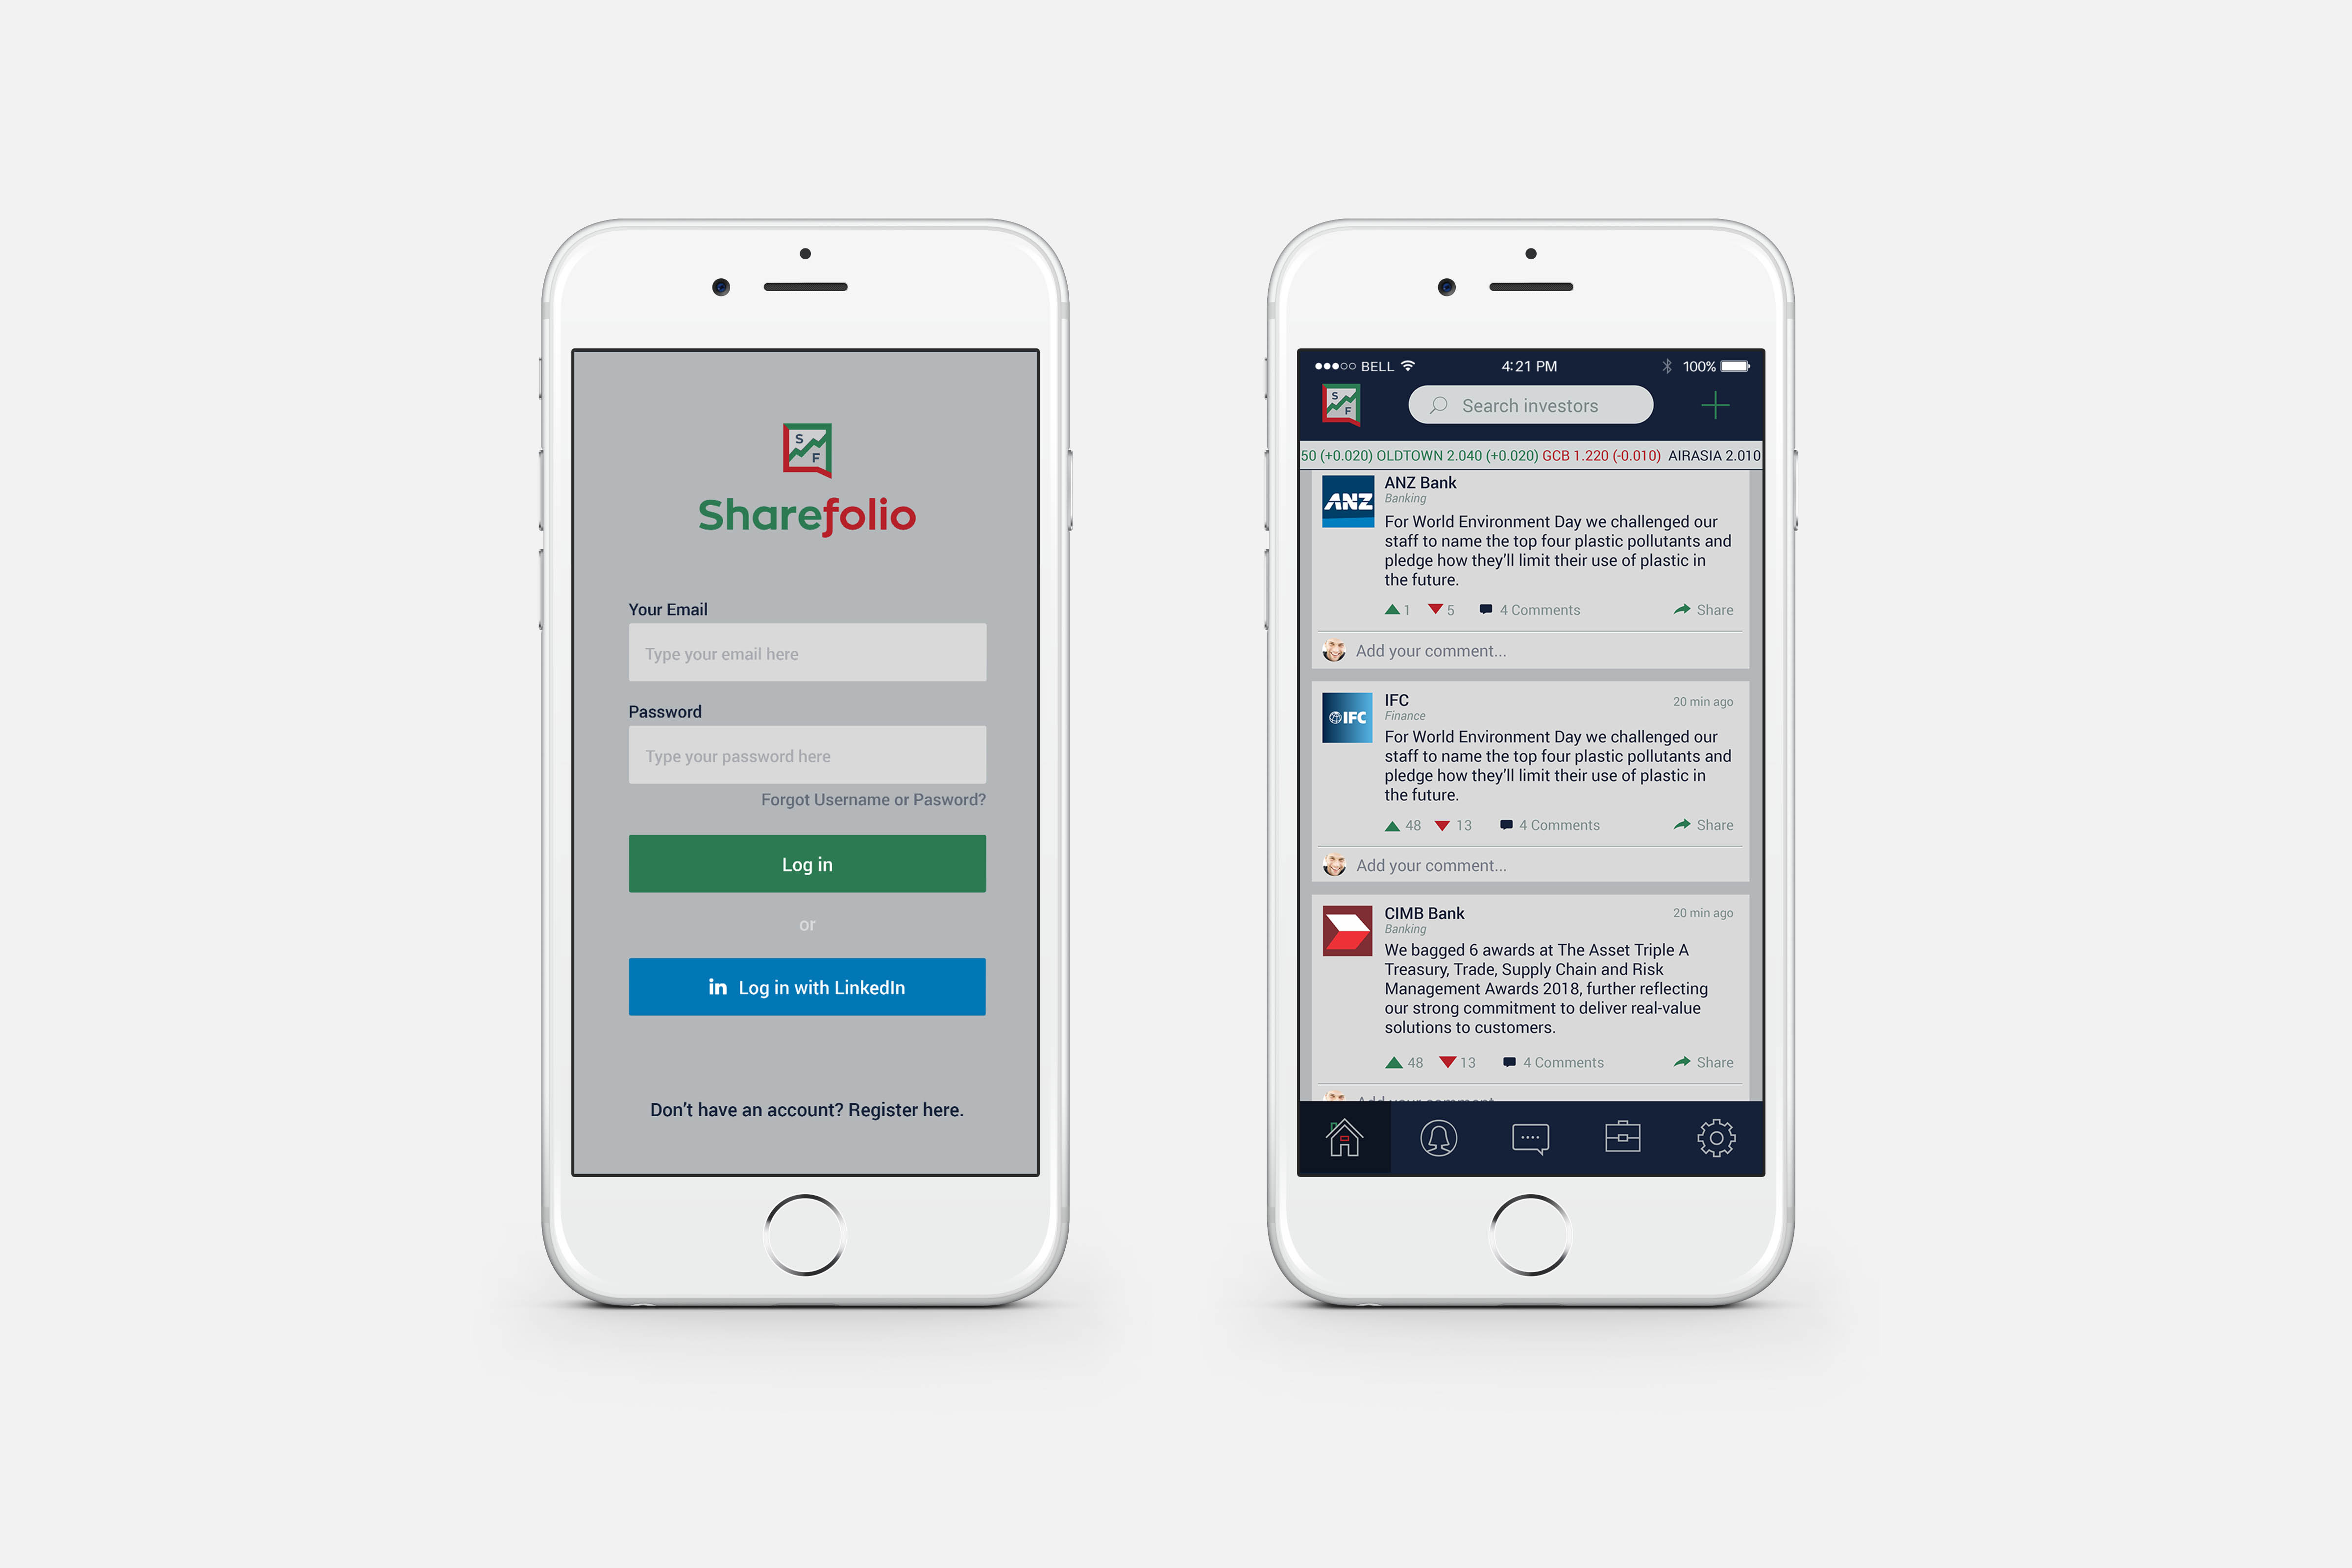 S
F
Sharefolio
Your Email
Type your email here
Password
Type your password here
Forgot Username or Pasword?
Log in
or
in Log in with LinkedIn
Don't have an account? Register here.
BELL 4:21 PM 100%
S
F
Search investors
50 (+0.020) OLDTOWN 2.040 (+0.020) GCB 1.220 (-0.010) AIRASIA 2.010
ANZ
ANZ Bank
Banking
For World Environment Day we challenged our
staff to name the top four plastic pollutants and
pledge how they'll limit their use of plastic in
the future.
1 5 4 Comments Share
Add your comment...
IFC
IFC 20 min ago
Finance
For World Environment Day we challenged our
staff to name the top four plastic pollutants and
pledge how they'll limit their use of plastic in
the future.
48 13 4 Comments Share
Add your comment...
CIMB Bank 20 min ago
Banking
We bagged 6 awards at The Asset Triple A
Treasury, Trade, Supply Chain and Risk
Management Awards 2018, further reflecting
our strong commitment to deliver real-value
solutions to customers.
48 13 4 Comments Share
Add your comment